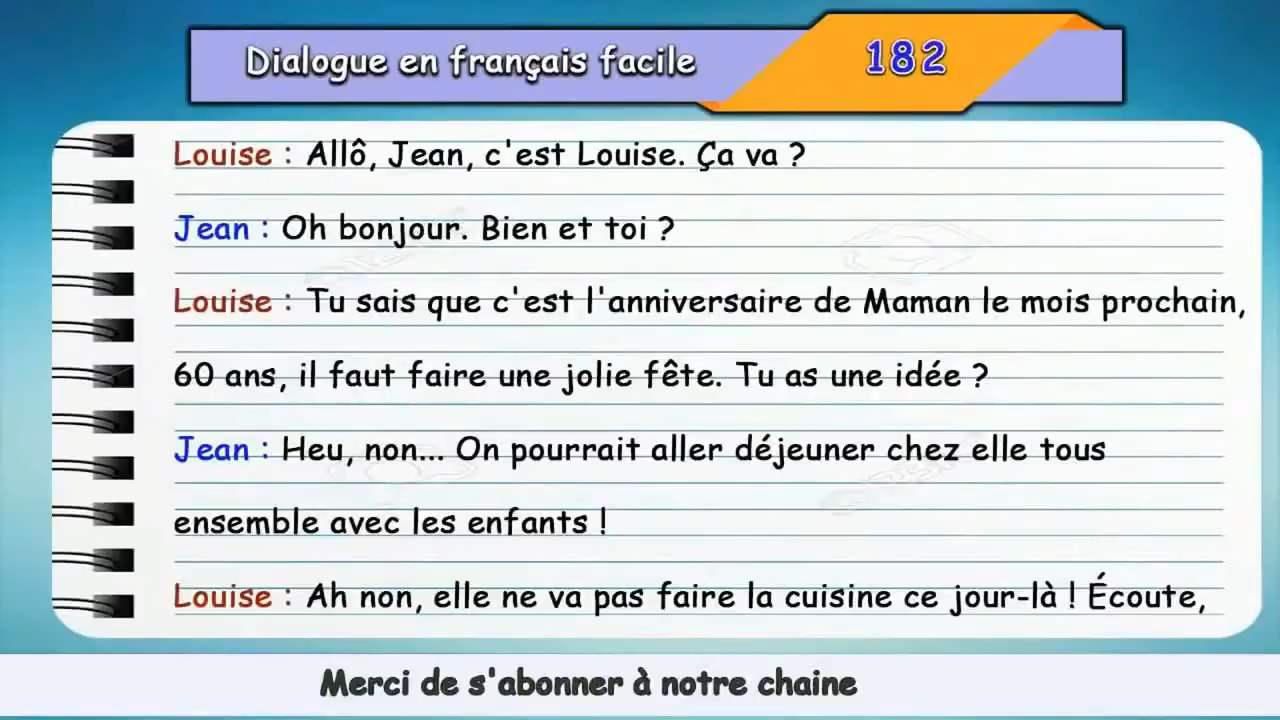 Dialogue en français facile 182
Louise : Allô, Jean, c'est Louise. Ça va ?
Jean : Oh bonjour. Bien et toi ?
Louise : Tu sais que c'est l'anniversaire de Maman le mois prochain,
60 ans, il faut faire une jolie fête. Tu as une idée ?
Jean : Heu, non... On pourrait aller déjeuner chez elle tous
ensemble avec les enfants !
Louise : Ah non, elle ne va pas faire la cuisine ce jour-là ! Écoute,
Merci de s'abonner à notre chaine